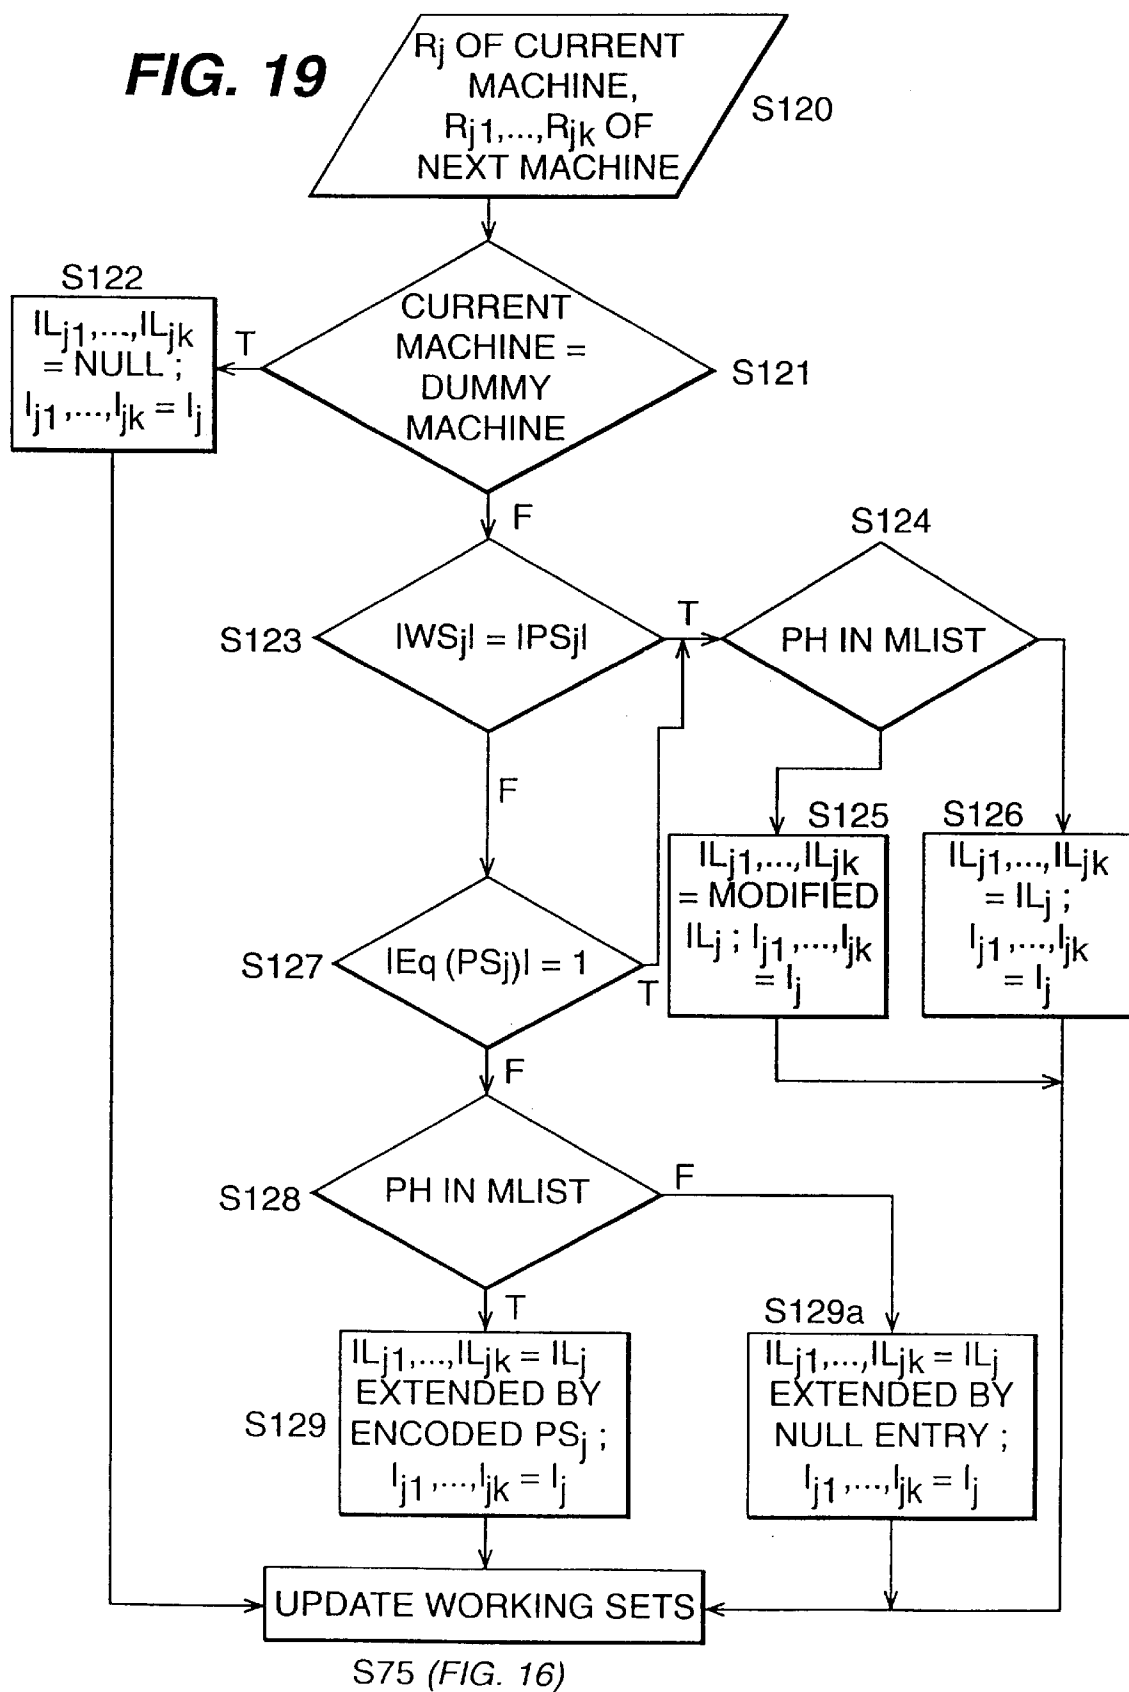 FIG. 19
Rj OF CURRENT
MACHINE,
Rj1,...,Rjk OF
NEXT MACHINE
S120
S122
ILj1,...,ILjk
= NULL ;
Ij1,...,Ijk = Ij
T
CURRENT
MACHINE =
DUMMY
MACHINE
S121
F
S123
|WSj| = |PSj|
T
S124
PH IN MLIST
F
S125
ILj1,...,ILjk
= MODIFIED
ILj ; Ij1,...,Ijk
= Ij
S126
ILj1,...,ILjk
= ILj ;
Ij1,...,Ijk
= Ij
S127
|Eq (PSj)| = 1
T
F
S128
PH IN MLIST
F
T
S129
ILj1,...,ILjk = ILj
EXTENDED BY
ENCODED PSj ;
Ij1,...,Ijk = Ij
S129a
ILj1,...,ILjk = ILj
EXTENDED BY
NULL ENTRY ;
Ij1,...,Ijk = Ij
UPDATE WORKING SETS
S75 (FIG. 16)